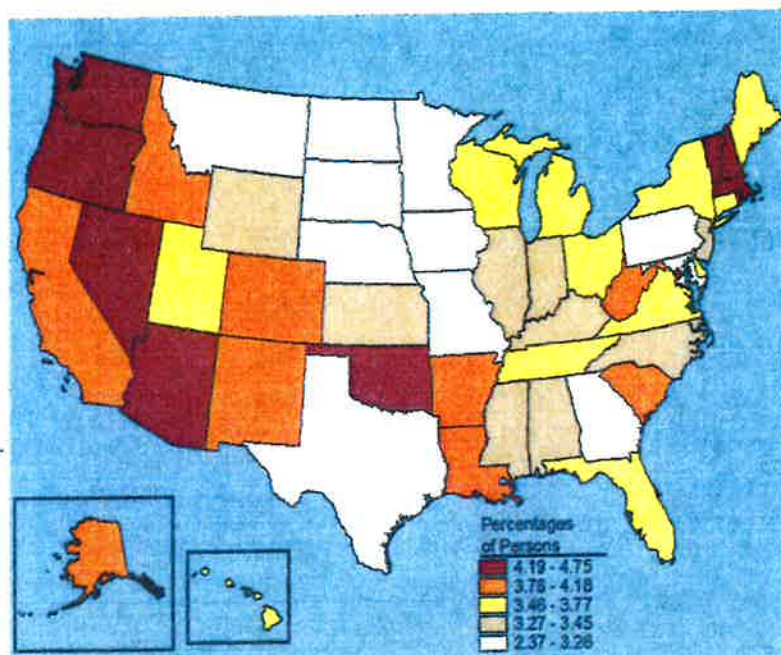 Percentages
of Persons
4.19 - 4.75
3.78 - 4.18
3.46 - 3.77
3.27 - 3.45
2.37 - 3.26